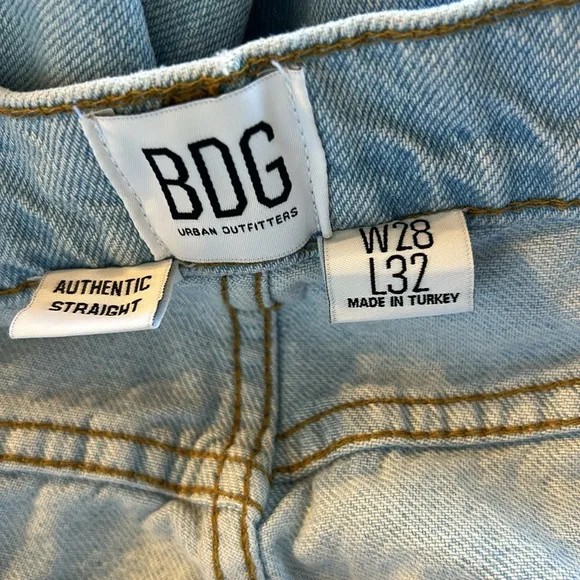 BDG
URBAN OUTFITTERS
AUTHENTIC
STRAIGHT
W28
L32
MADE IN TURKEY